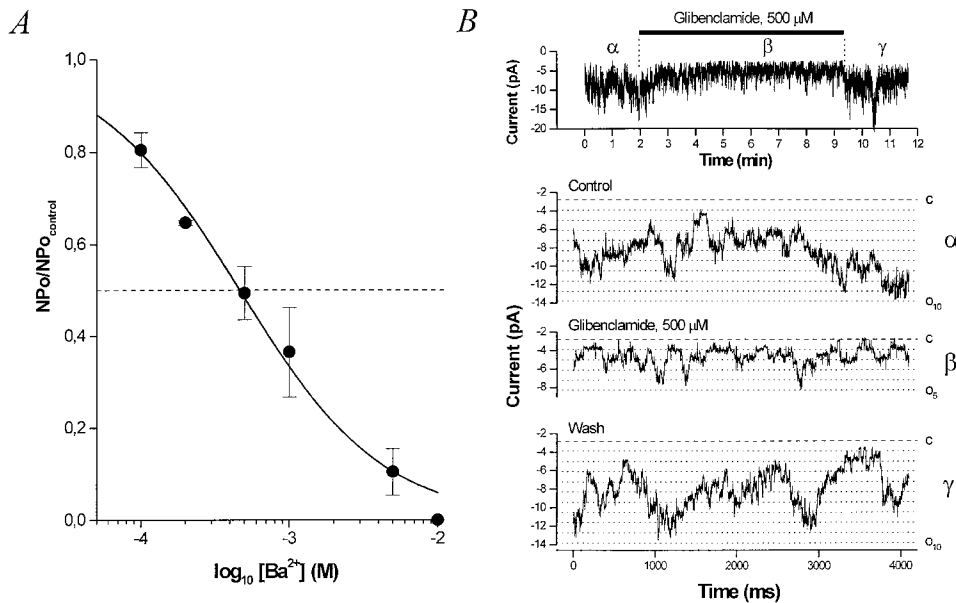 A
1,0
0,8
0,6
0,4
0,2
0,0
NPo/NPo control
-4
-3
-2
log10 [Ba2+] (M)
B
Glibenclamide, 500 μM
α
β
γ
0
-5
-10
-15
-20
Current (pA)
0 1 2 3 4 5 6 7 8 9 10 11 12
Time (min)
Control
-2
-4
-6
-8
-10
-12
-14
C
O10
α
Glibenclamide, 500 μM
-2
-4
-6
-8
C
O5
β
Current (pA)
Wash
-2
-4
-6
-8
-10
-12
-14
C
O10
γ
0 1000 2000 3000 4000
Time (ms)